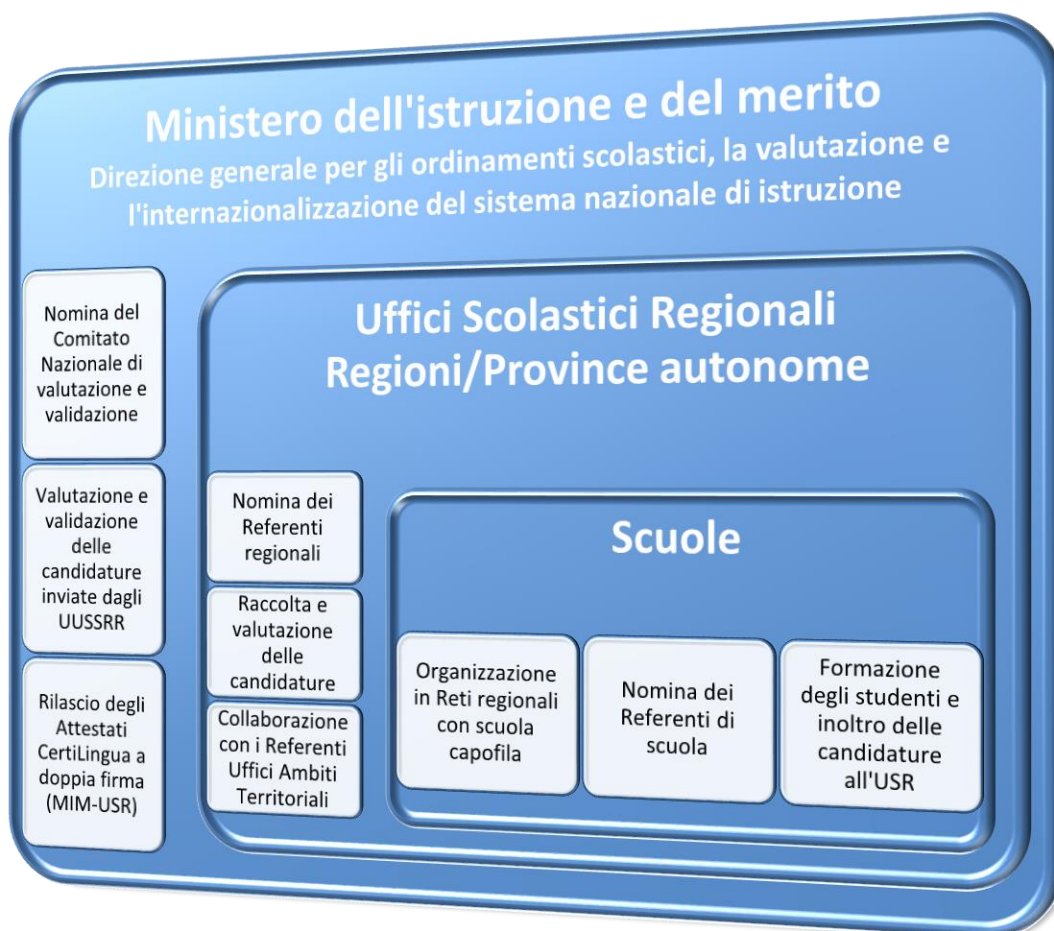 Ministero dell'istruzione e del merito
Direzione generale per gli ordinamenti scolastici, la valutazione e
l'internazionalizzazione del sistema nazionale di istruzione
Nomina del
Comitato
Nazionale di
valutazione e
validazione
Valutazione e
validazione
delle
candidature
inviate dagli
UUSSRR
Rilascio degli
Attestati
CertiLingua a
doppia firma
(MIM-USR)
Uffici Scolastici Regionali
Regioni/Province autonome
Nomina dei
Referenti
regionali
Raccolta e
valutazione
delle
candidature
Collaborazione
con i Referenti
Uffici Ambiti
Territoriali
Scuole
Organizzazione
in Reti regionali
con scuola
capofila
Nomina dei
Referenti di
scuola
Formazione
degli studenti e
inoltro delle
candidature
all'USR